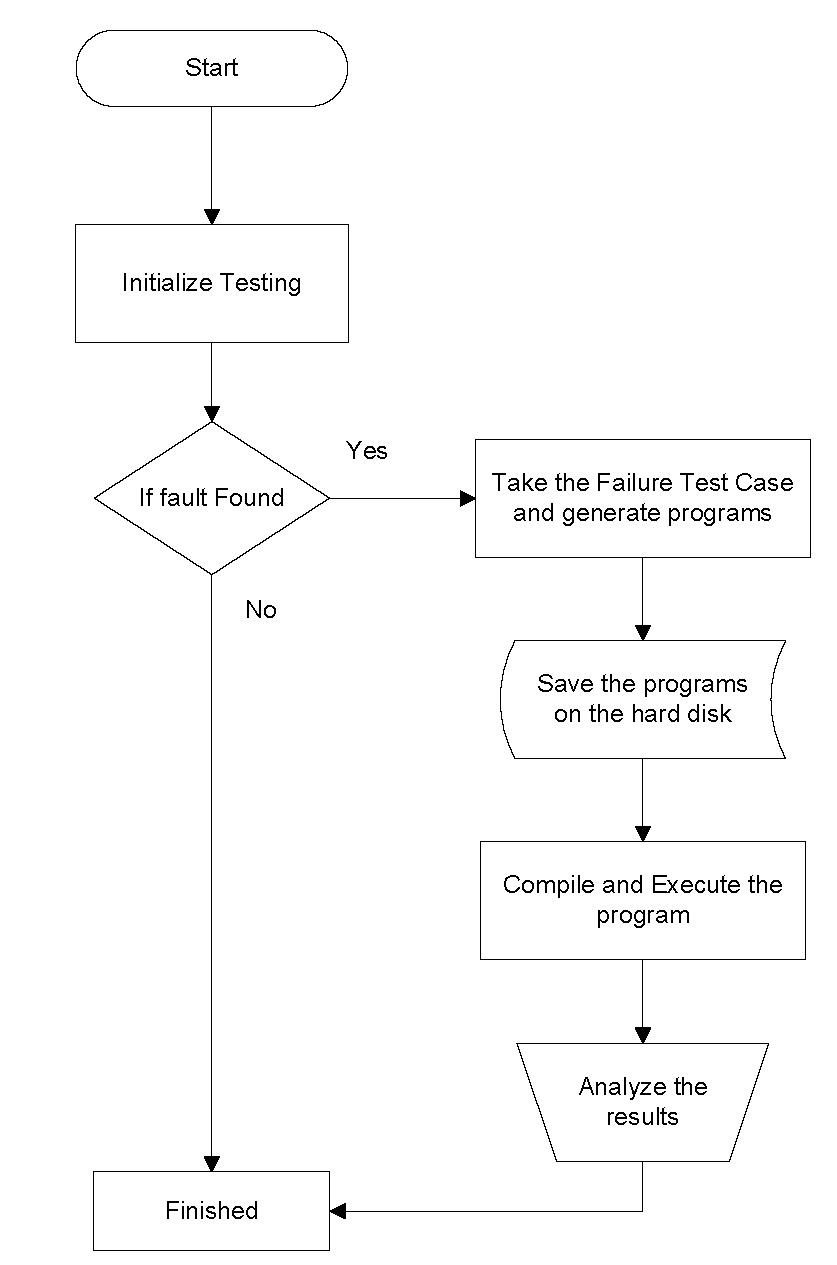 Start
Initialize Testing
If fault Found
Yes
No
Take the Failure Test Case
and generate programs
Save the programs
on the hard disk
Compile and Execute the
program
Analyze the
results
Finished